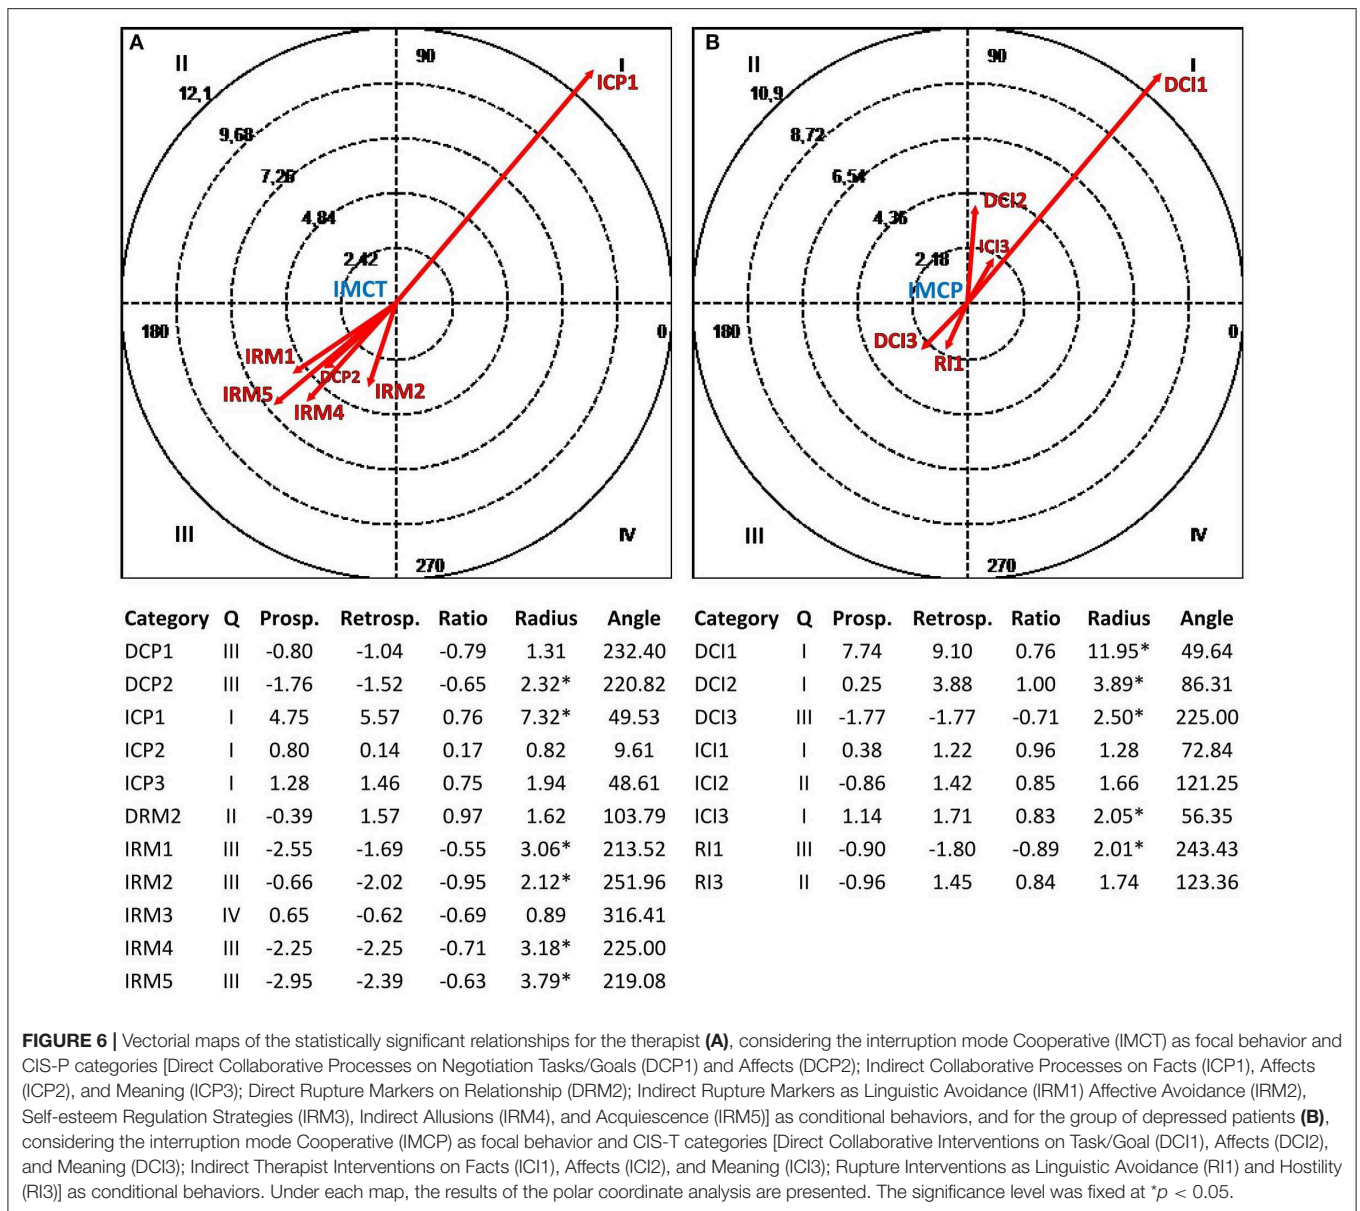 A
II
90
I
12,1
ICP1
9,68
7,26
4,84
2,42
IMCT
180
0
IRM1
DCP2
IRM5
IRM4
IRM2
III
IV
270
B
II
90
I
10,9
DCI1
8,72
6,54
4,36
DCI2
2,18
ICI3
IMCP
180
0
DCI3
RI1
III
IV
270
Category Q Prosp. Retrosp. Ratio Radius Angle
DCP1 III -0.80 -1.04 -0.79 1.31 232.40
DCP2 III -1.76 -1.52 -0.65 2.32* 220.82
ICP1 I 4.75 5.57 0.76 7.32* 49.53
ICP2 I 0.80 0.14 0.17 0.82 9.61
ICP3 I 1.28 1.46 0.75 1.94 48.61
DRM2 II -0.39 1.57 0.97 1.62 103.79
IRM1 III -2.55 -1.69 -0.55 3.06* 213.52
IRM2 III -0.66 -2.02 -0.95 2.12* 251.96
IRM3 IV 0.65 -0.62 -0.69 0.89 316.41
IRM4 III -2.25 -2.25 -0.71 3.18* 225.00
IRM5 III -2.95 -2.39 -0.63 3.79* 219.08
Category Q Prosp. Retrosp. Ratio Radius Angle
DCI1 I 7.74 9.10 0.76 11.95* 49.64
DCI2 I 0.25 3.88 1.00 3.89* 86.31
DCI3 III -1.77 -1.77 -0.71 2.50* 225.00
ICI1 I 0.38 1.22 0.96 1.28 72.84
ICI2 II -0.86 1.42 0.85 1.66 121.25
ICI3 I 1.14 1.71 0.83 2.05* 56.35
RI1 III -0.90 -1.80 -0.89 2.01* 243.43
RI3 II -0.96 1.45 0.84 1.74 123.36
FIGURE 6 | Vectorial maps of the statistically significant relationships for the therapist (A), considering the interruption mode Cooperative (IMCT) as focal behavior and
CIS-P categories [Direct Collaborative Processes on Negotiation Tasks/Goals (DCP1) and Affects (DCP2); Indirect Collaborative Processes on Facts (ICP1), Affects
(ICP2), and Meaning (ICP3); Direct Rupture Markers on Relationship (DRM2); Indirect Rupture Markers as Linguistic Avoidance (IRM1) Affective Avoidance (IRM2),
Self-esteem Regulation Strategies (IRM3), Indirect Allusions (IRM4), and Acquiescence (IRM5)] as conditional behaviors, and for the group of depressed patients (B),
considering the interruption mode Cooperative (IMCP) as focal behavior and CIS-T categories [Direct Collaborative Interventions on Task/Goal (DCI1), Affects (DCI2),
and Meaning (DCI3); Indirect Therapist Interventions on Facts (ICI1), Affects (ICI2), and Meaning (ICI3); Rupture Interventions as Linguistic Avoidance (RI1) and Hostility
(RI3)] as conditional behaviors. Under each map, the results of the polar coordinate analysis are presented. The significance level was fixed at *p < 0.05.